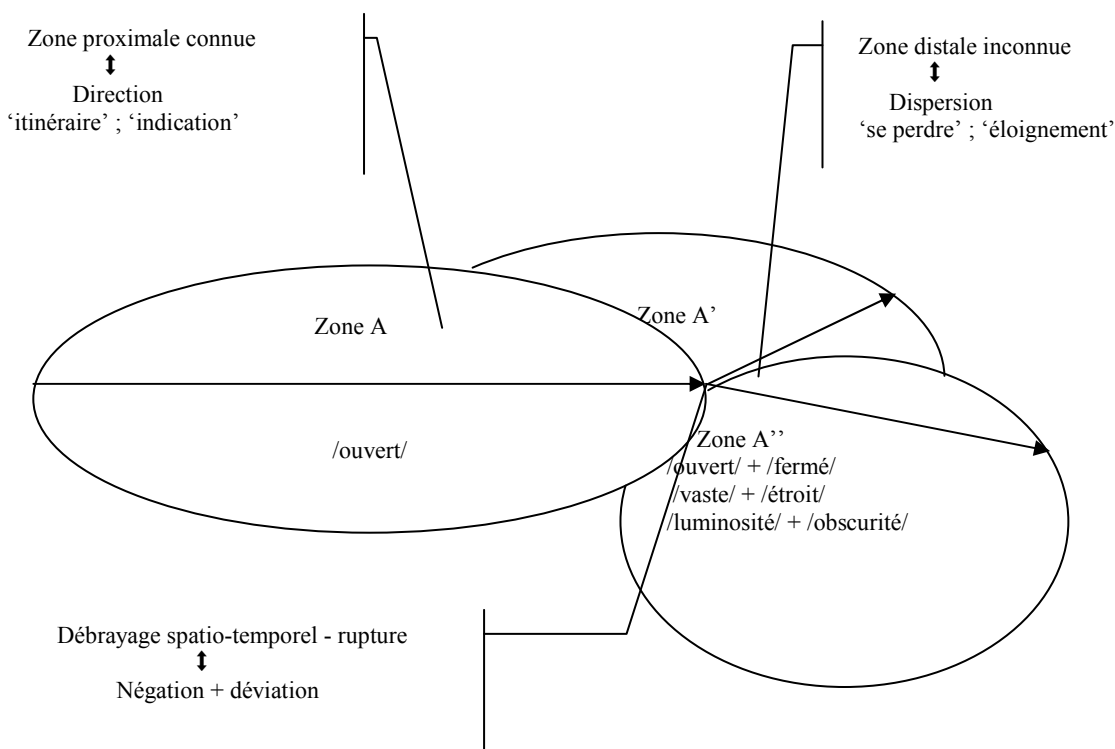 Zone proximale connue
Direction
‘itinéraire’ ; ‘indication’
Zone distale inconnue
Dispersion
‘se perdre’ ; ‘éloignement’
Zone A
Zone A’
/ouvert/
Zone A’’
/ouvert/ + /fermé/
/vaste/ + /étroit/
/luminosité/ + /obscurité/
Débrayage spatio-temporel - rupture
Négation + déviation